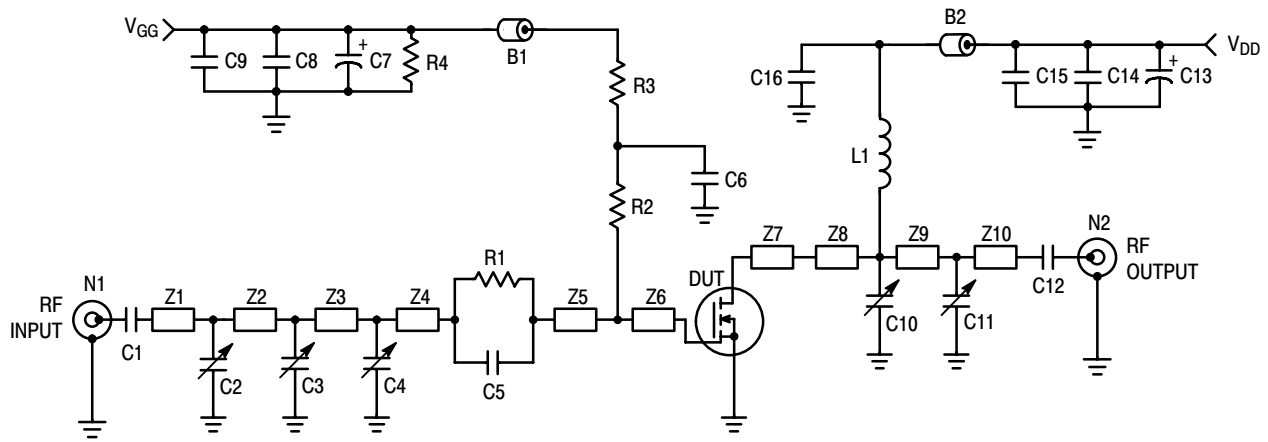 VGG
B1
B2
VDD
C9
C8
+
C7
R4
R3
C16
C15
C14
+
C13
L1
C6
R2
N1
RF
INPUT
C1
Z1
Z2
Z3
Z4
R1
C5
Z5
Z6
DUT
Z7
Z8
Z9
Z10
C12
N2
RF
OUTPUT
C2
C3
C4
C10
C11